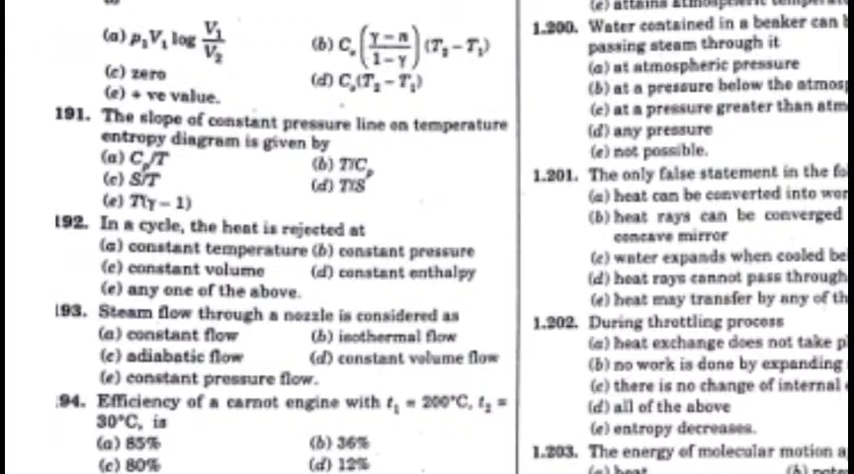 (a) p₁V₁ log V₁/V₂ (b) Cᵥ ((γ – n)/(1 – γ)) (T₂ – T₁)
(c) zero (d) Cᵥ(T₂ – T₁)
(e) + ve value.
191. The slope of constant pressure line on temperature
entropy diagram is given by
(a) Cₚ/T (b) T/Cₚ
(c) S/T (d) T/S
(e) T/(γ – 1)
192. In a cycle, the heat is rejected at
(a) constant temperature (b) constant pressure
(c) constant volume (d) constant enthalpy
(e) any one of the above.
193. Steam flow through a nozzle is considered as
(a) constant flow (b) isothermal flow
(c) adiabatic flow (d) constant volume flow
(e) constant pressure flow.
94. Efficiency of a carnot engine with t₁ = 200°C, t₂ =
30°C, is
(a) 85% (b) 36%
(c) 80% (d) 12%
(e) attains
1.200. Water contained in a beaker can
passing steam through it
(a) at atmospheric pressure
(b) at a pressure below the atmos
(c) at a pressure greater than atm
(d) any pressure
(e) not possible.
1.201. The only false statement in the fo
(a) heat can be converted into wor
(b) heat rays can be converged
concave mirror
(c) water expands when cooled be
(d) heat rays cannot pass through
(e) heat may transfer by any of th
1.202. During throttling process
(a) heat exchange does not take p
(b) no work is done by expanding
(c) there is no change of internal
(d) all of the above
(e) entropy decreases.
1.203. The energy of molecular motion a
(a) heat (b)